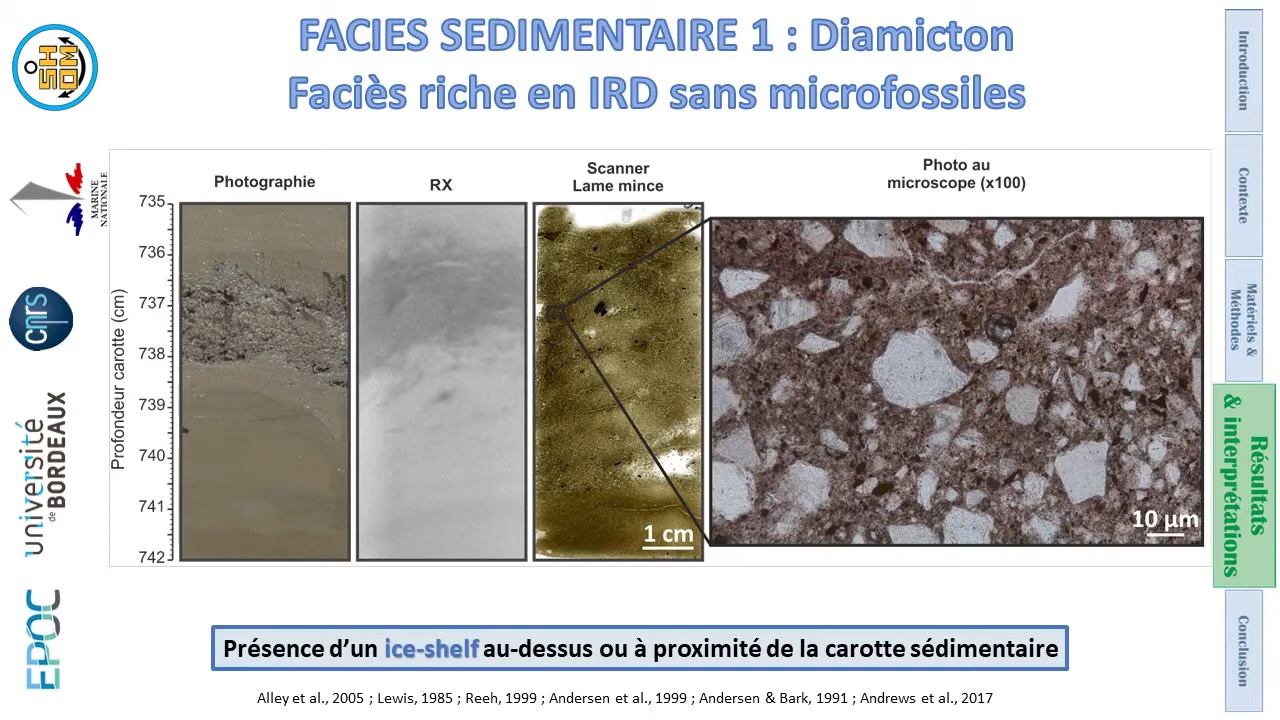 FACIES SEDIMENTAIRE 1 : Diamicton
Faciès riche en IRD sans microfossiles
SHOM
MARINE
NATIONALE
cnrs
université
de BORDEAUX
EPOC
Photographie
RX
Scanner
Lame mince
Photo au
microscope (x100)
Profondeur carotte (cm)
735
736
737
738
739
740
741
742
1 cm
10 µm
Présence d’un ice-shelf au-dessus ou à proximité de la carotte sédimentaire
Alley et al., 2005 ; Lewis, 1985 ; Reeh, 1999 ; Andersen et al., 1999 ; Andersen & Bark, 1991 ; Andrews et al., 2017
Introduction
Contexte
Matériels &
Méthodes
Résultats
& interprétations
Conclusion